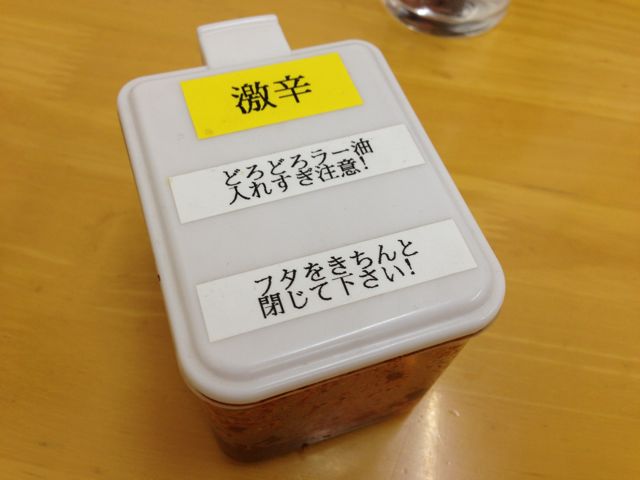 激辛
どろどろラー油
入れすぎ注意!
フタをきちんと
閉じて下さい!